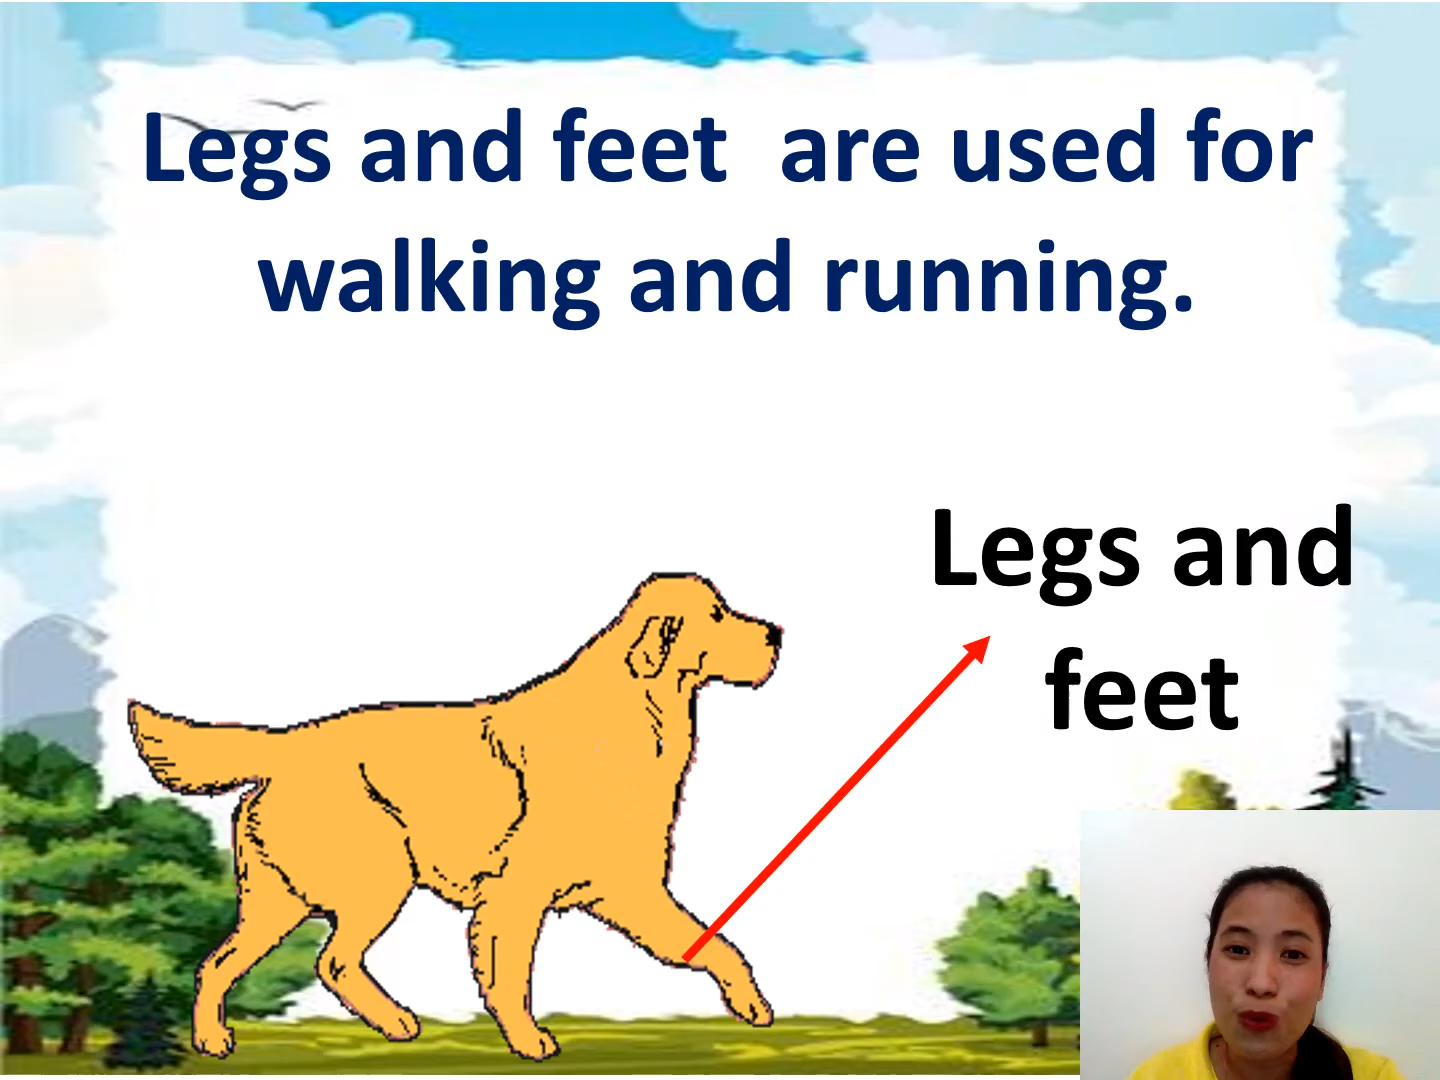 Legs and feet  are used for
walking and running.
Legs and
feet